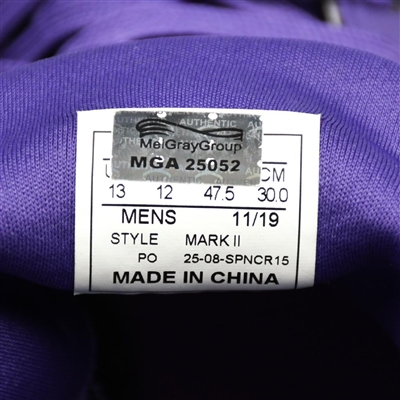 AUTHENTIC
MeiGrayGroup
MGA 25052
CM
13 12 47.5 30.0
MENS 11/19
STYLE MARK II
PO 25-08-SPNCR15
MADE IN CHINA